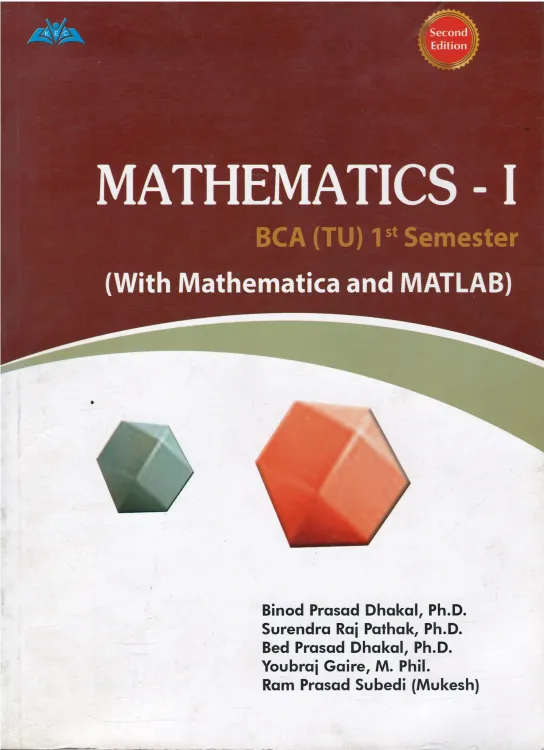 KEC
Second
Edition
MATHEMATICS - I
BCA (TU) 1st Semester
(With Mathematica and MATLAB)
Binod Prasad Dhakal, Ph.D.
Surendra Raj Pathak, Ph.D.
Bed Prasad Dhakal, Ph.D.
Youbraj Gaire, M. Phil.
Ram Prasad Subedi (Mukesh)